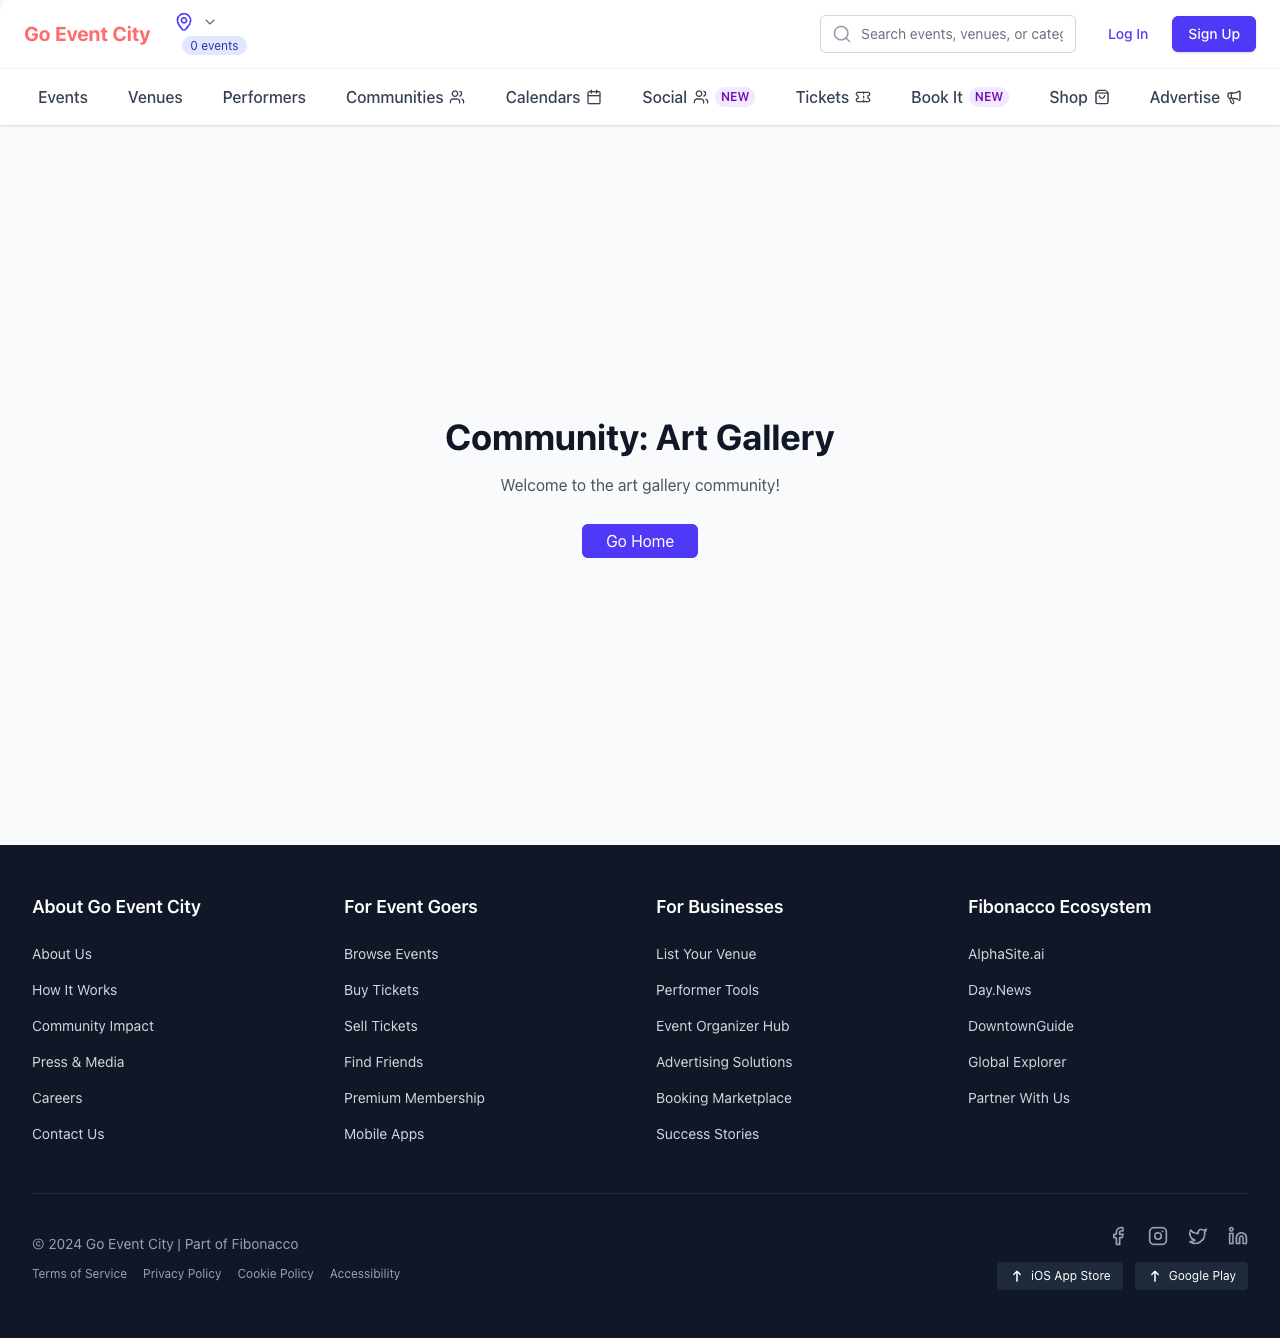 Go Event City
0 events
Search events, venues, or categ
Log In
Sign Up
Events
Venues
Performers
Communities
Calendars
Social NEW
Tickets
Book It NEW
Shop
Advertise
Community: Art Gallery
Welcome to the art gallery community!
Go Home
About Go Event City
About Us
How It Works
Community Impact
Press & Media
Careers
Contact Us
For Event Goers
Browse Events
Buy Tickets
Sell Tickets
Find Friends
Premium Membership
Mobile Apps
For Businesses
List Your Venue
Performer Tools
Event Organizer Hub
Advertising Solutions
Booking Marketplace
Success Stories
Fibonacco Ecosystem
AlphaSite.ai
Day.News
DowntownGuide
Global Explorer
Partner With Us
© 2024 Go Event City | Part of Fibonacco
Terms of Service
Privacy Policy
Cookie Policy
Accessibility
iOS App Store
Google Play